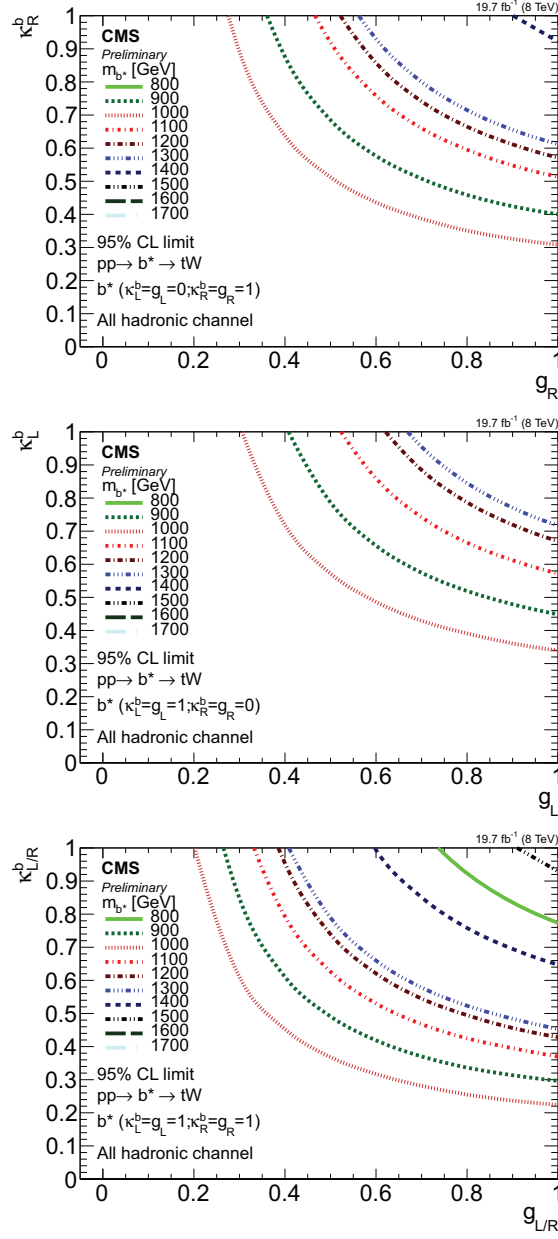 19.7 fb⁻¹ (8 TeV)
κ_R^b
1
0.9
0.8
0.7
0.6
0.5
0.4
0.3
0.2
0.1
0
CMS
Preliminary
m_b* [GeV]
800
900
1000
1100
1200
1300
1400
1500
1600
1700
95% CL limit
pp→ b* → tW
b* (κ_L^b=g_L=0;κ_R^b=g_R=1)
All hadronic channel
0 0.2 0.4 0.6 0.8 1
g_R
19.7 fb⁻¹ (8 TeV)
κ_L^b
1
0.9
0.8
0.7
0.6
0.5
0.4
0.3
0.2
0.1
0
CMS
Preliminary
m_b* [GeV]
800
900
1000
1100
1200
1300
1400
1500
1600
1700
95% CL limit
pp→ b* → tW
b* (κ_L^b=g_L=1;κ_R^b=g_R=0)
All hadronic channel
0 0.2 0.4 0.6 0.8 1
g_L
19.7 fb⁻¹ (8 TeV)
κ_L/R^b
1
0.9
0.8
0.7
0.6
0.5
0.4
0.3
0.2
0.1
0
CMS
Preliminary
m_b* [GeV]
800
900
1000
1100
1200
1300
1400
1500
1600
1700
95% CL limit
pp→ b* → tW
b* (κ_L^b=g_L=1;κ_R^b=g_R=1)
All hadronic channel
0 0.2 0.4 0.6 0.8 1
g_L/R